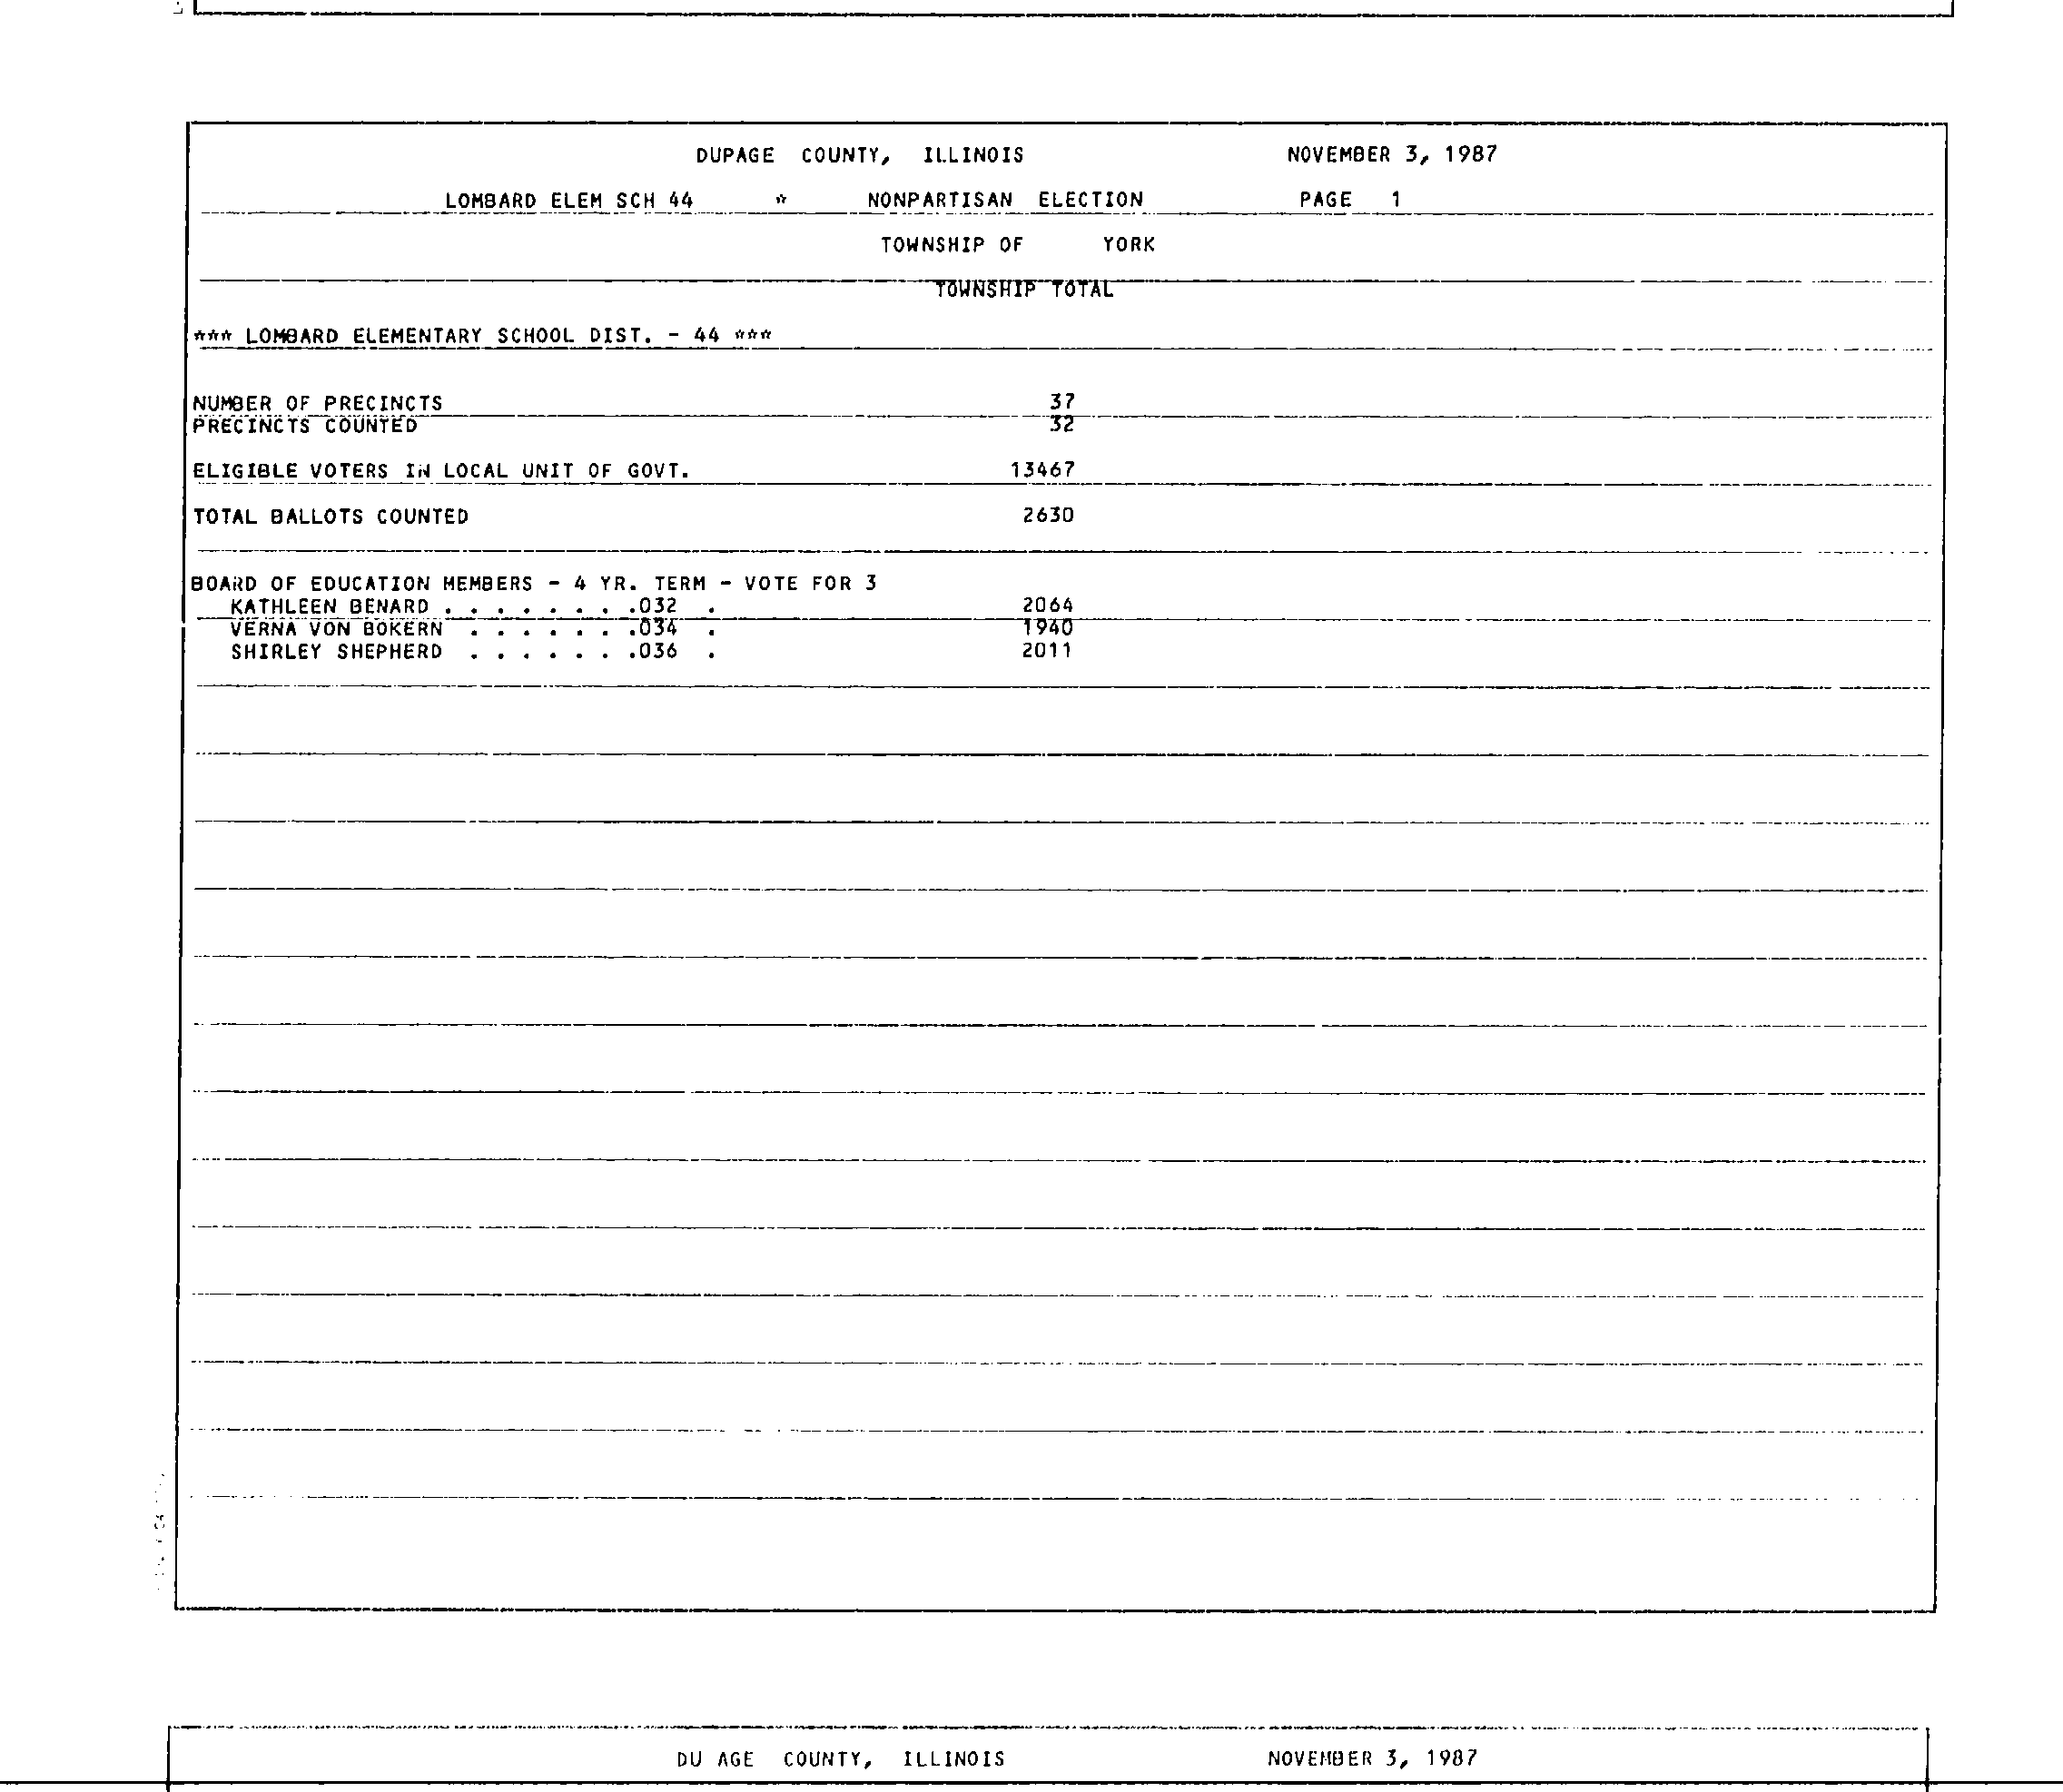 DUPAGE COUNTY, ILLINOIS NOVEMBER 3, 1987
LOMBARD ELEM SCH 44 * NONPARTISAN ELECTION PAGE 1
TOWNSHIP OF YORK
TOWNSHIP TOTAL
*** LOMBARD ELEMENTARY SCHOOL DIST. - 44 ***
NUMBER OF PRECINCTS 37
PRECINCTS COUNTED 32
ELIGIBLE VOTERS IN LOCAL UNIT OF GOVT. 13467
TOTAL BALLOTS COUNTED 2630
BOARD OF EDUCATION MEMBERS - 4 YR. TERM - VOTE FOR 3
KATHLEEN BENARD . . . . . . . .032 . 2064
VERNA VON BOKERN . . . . . . .034 . 1940
SHIRLEY SHEPHERD . . . . . . .036 . 2011
DU AGE COUNTY, ILLINOIS NOVEMBER 3, 1987